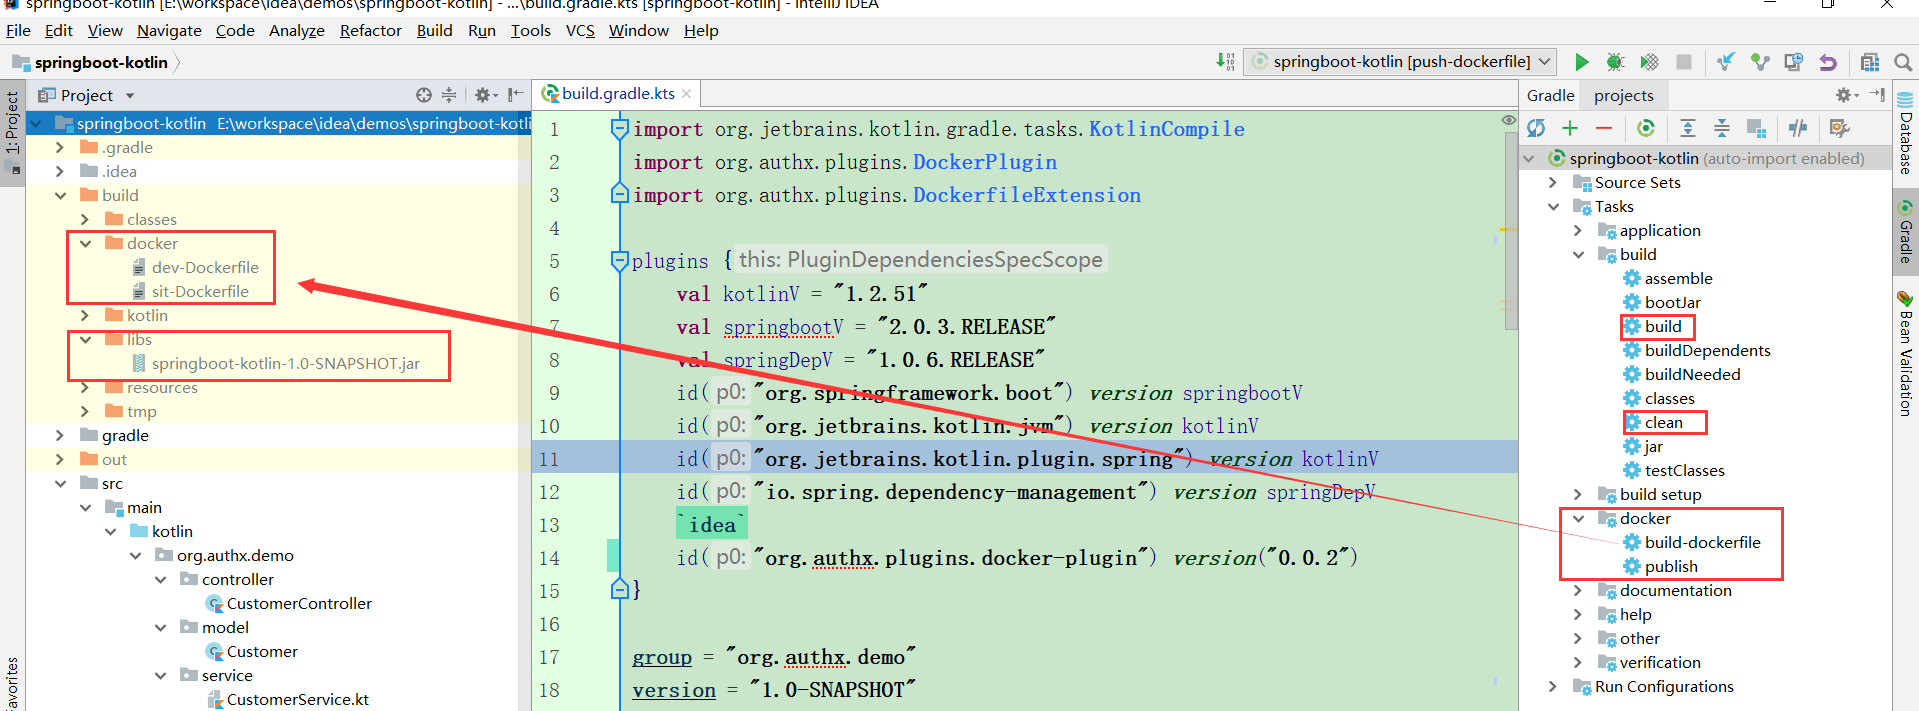 springboot-kotlin [E:\workspace\idea\demos\springboot-kotlin] - ...\build.gradle.kts [springboot-kotlin] - IntelliJ IDEA
File Edit View Navigate Code Analyze Refactor Build Run Tools VCS Window Help
springboot-kotlin
springboot-kotlin [push-dockerfile]
1: Project
Favorites
Project
springboot-kotlin E:\workspace\idea\demos\springboot-kotli
.gradle
.idea
build
classes
docker
dev-Dockerfile
sit-Dockerfile
kotlin
libs
springboot-kotlin-1.0-SNAPSHOT.jar
resources
tmp
gradle
out
src
main
kotlin
org.authx.demo
controller
CustomerController
model
Customer
service
CustomerService.kt
build.gradle.kts
1 import org.jetbrains.kotlin.gradle.tasks.KotlinCompile
2 import org.authx.plugins.DockerPlugin
3 import org.authx.plugins.DockerfileExtension
4
5 plugins { this: PluginDependenciesSpecScope
6 val kotlinV = "1.2.51"
7 val springbootV = "2.0.3.RELEASE"
8 val springDepV = "1.0.6.RELEASE"
9 id( p0: "org.springframework.boot") version springbootV
10 id( p0: "org.jetbrains.kotlin.jvm") version kotlinV
11 id( p0: "org.jetbrains.kotlin.plugin.spring") version kotlinV
12 id( p0: "io.spring.dependency-management") version springDepV
13 `idea`
14 id( p0: "org.authx.plugins.docker-plugin") version("0.0.2")
15 }
16
17 group = "org.authx.demo"
18 version = "1.0-SNAPSHOT"
Gradle projects
springboot-kotlin (auto-import enabled)
Source Sets
Tasks
application
build
assemble
bootJar
build
buildDependents
buildNeeded
classes
clean
jar
testClasses
build setup
docker
build-dockerfile
publish
documentation
help
other
verification
Run Configurations
Database
Gradle
Bean Validation